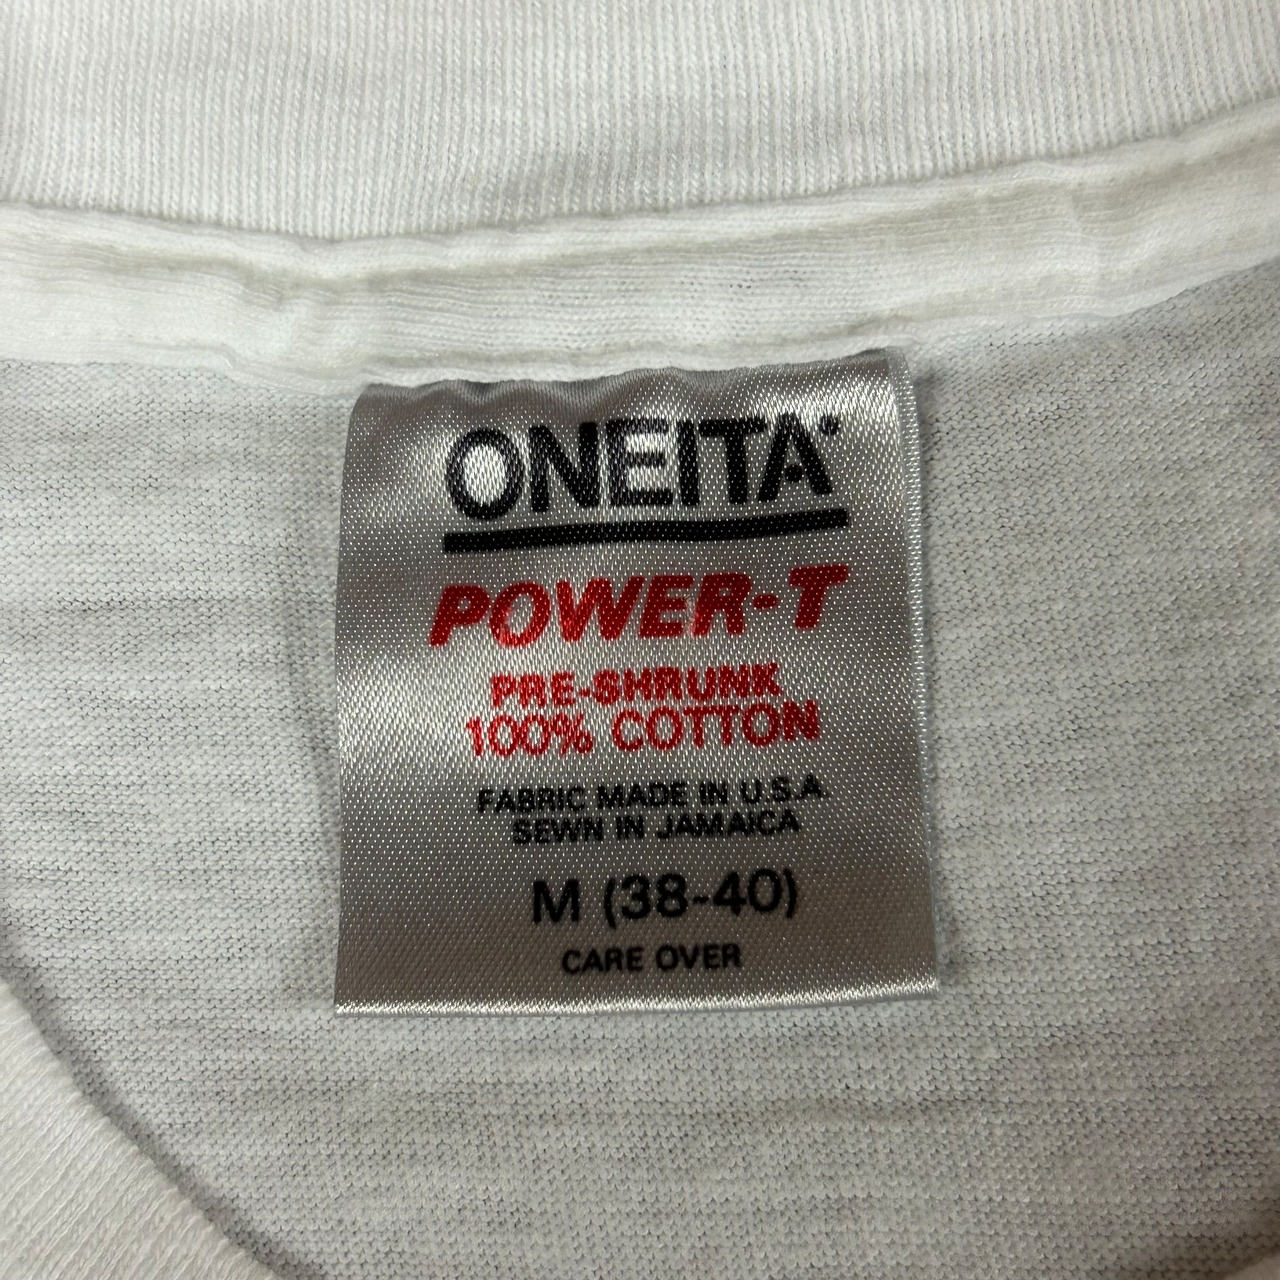 ONEITA®
POWER-T
PRE-SHRUNK
100% COTTON
FABRIC MADE IN U.S.A.
SEWN IN JAMAICA
M (38-40)
CARE OVER